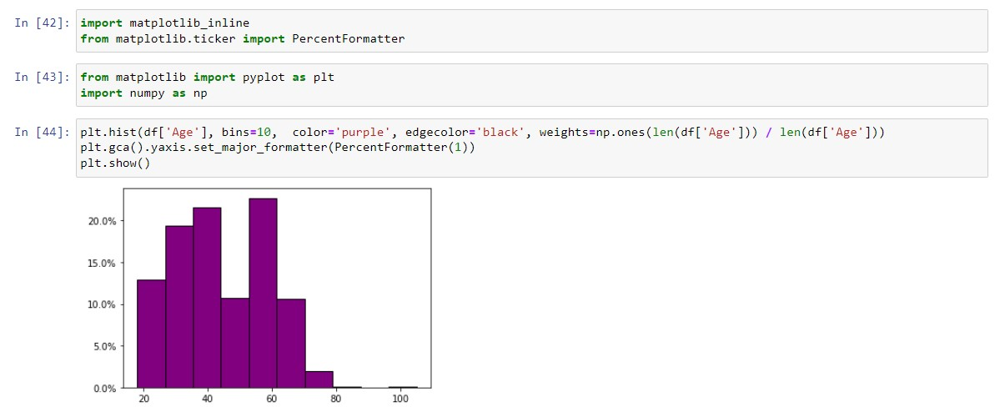 In [42]: import matplotlib_inline
from matplotlib.ticker import PercentFormatter
In [43]: from matplotlib import pyplot as plt
import numpy as np
In [44]: plt.hist(df['Age'], bins=10,  color='purple', edgecolor='black', weights=np.ones(len(df['Age'])) / len(df['Age']))
plt.gca().yaxis.set_major_formatter(PercentFormatter(1))
plt.show()
20.0%
15.0%
10.0%
5.0%
0.0%
20 40 60 80 100